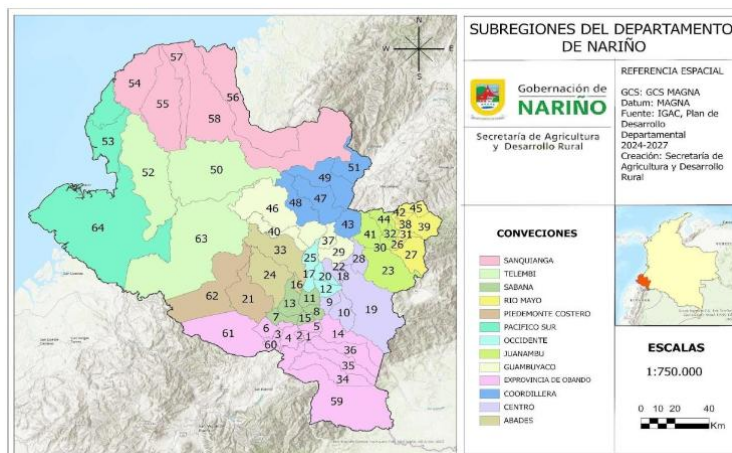 SUBREGIONES DEL DEPARTAMENTO
DE NARIÑO
Gobernación de
NARIÑO
Secretaría de Agricultura
y Desarrollo Rural
REFERENCIA ESPACIAL
GCS: GCS MAGNA
Datum: MAGNA
Fuente: IGAC, Plan de
Desarrollo
Departamental
2024-2027
Creación: Secretaría de
Agricultura y Desarrollo
Rural
CONVECIONES
SANQUIANGA
TELEMBI
SABANA
RIO MAYO
PIEDEMONTE COSTERO
PACIFICO SUR
OCCIDENTE
JUANAMBU
GUAMBUYACO
EXPROVINCIA DE OBANDO
CORDILLERA
CENTRO
ABADES
ESCALAS
1:750.000
0 10 20 40
Km
N
W E
S
57
54
56
55
58
53
51
52
50
49
48
47
46
64
43
45
42
44
38
39
40
41
32
31
37
33
63
30
26
29
25
28
27
22
24
17
20
18
23
16
12
62
21
13
11
9
19
10
8
7
15
61
6
5
14
3
60
4
2
1
36
35
34
59